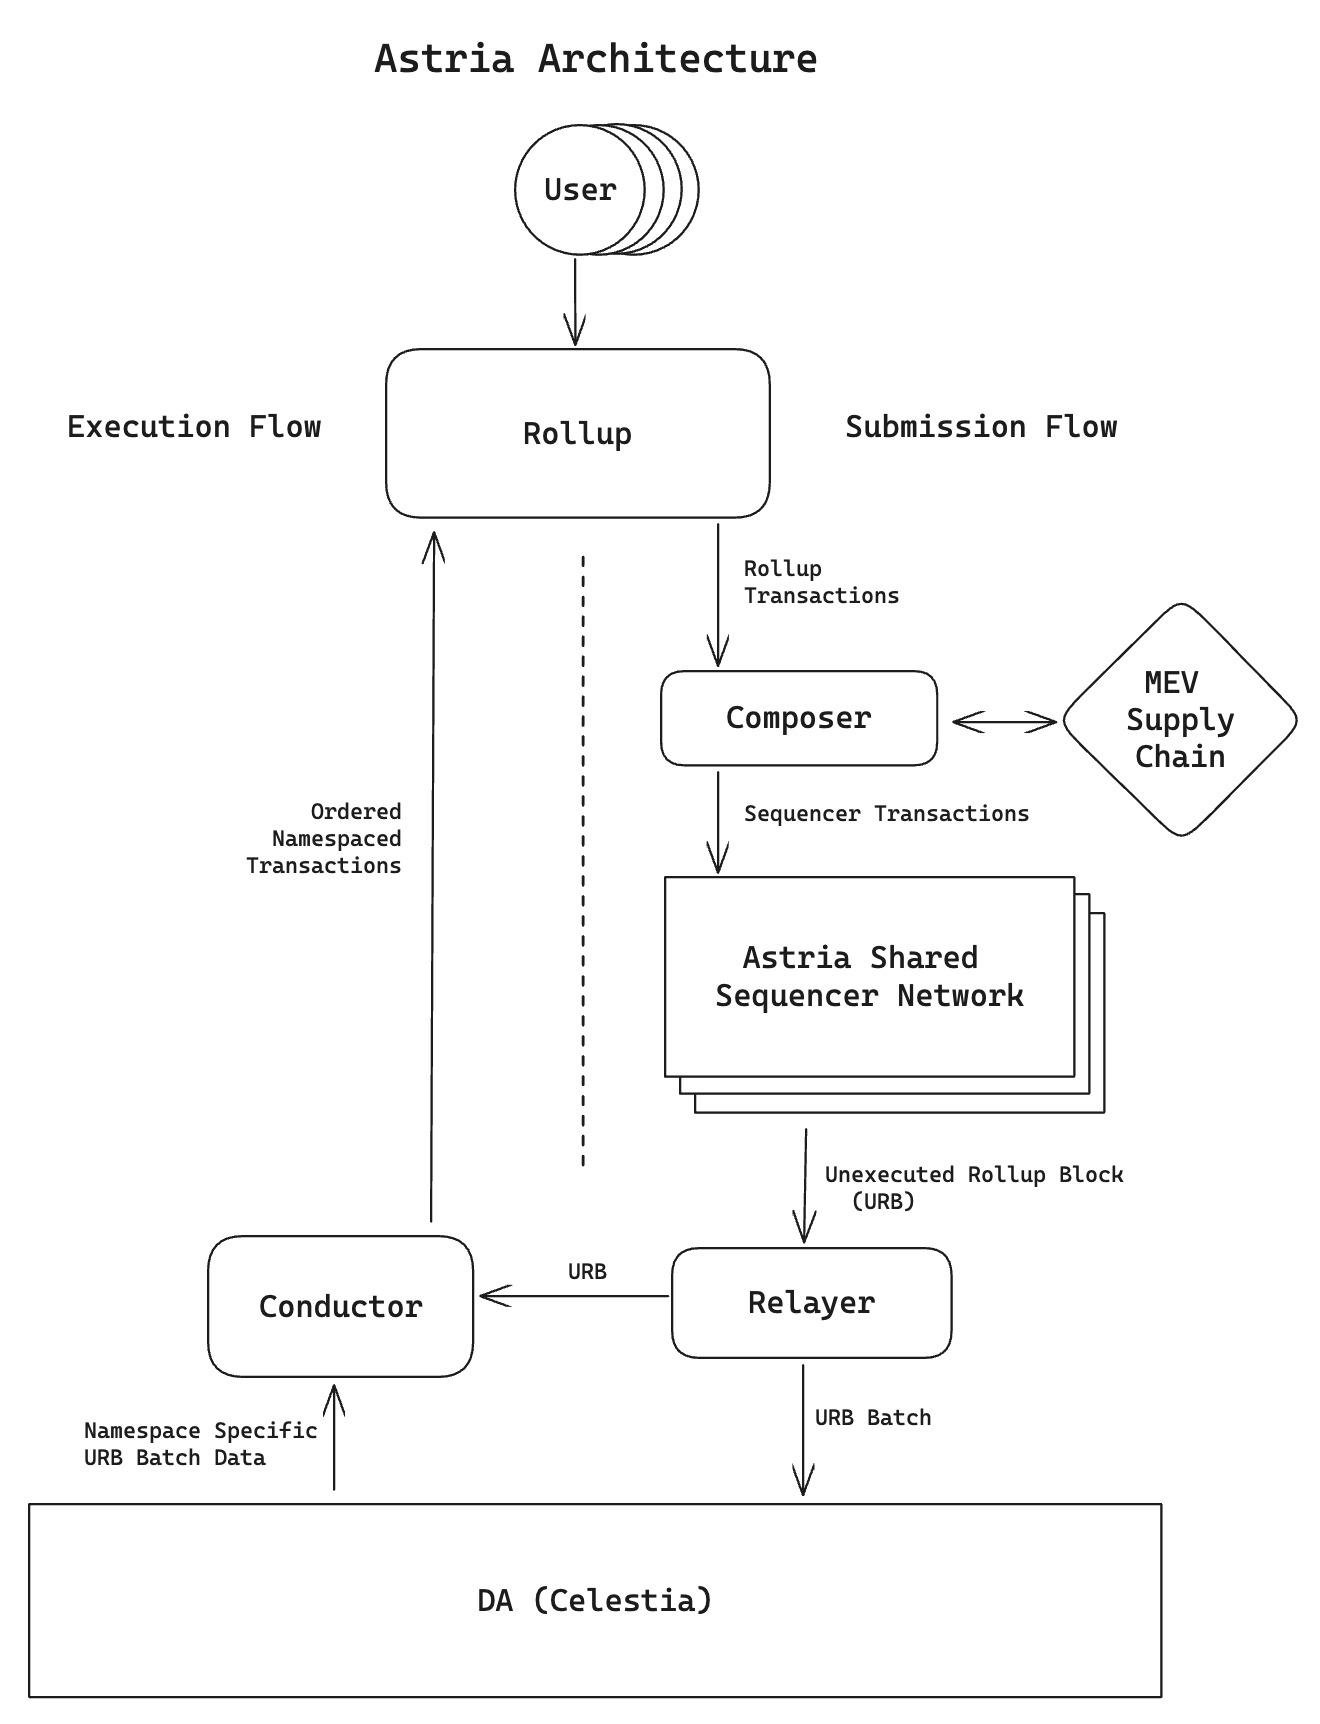 Astria Architecture
User
Execution Flow
Rollup
Submission Flow
Rollup
Transactions
Composer
MEV
Supply
Chain
Sequencer Transactions
Ordered
Namespaced
Transactions
Astria Shared
Sequencer Network
Unexecuted Rollup Block
(URB)
URB
Conductor
Relayer
Namespace Specific
URB Batch Data
URB Batch
DA (Celestia)